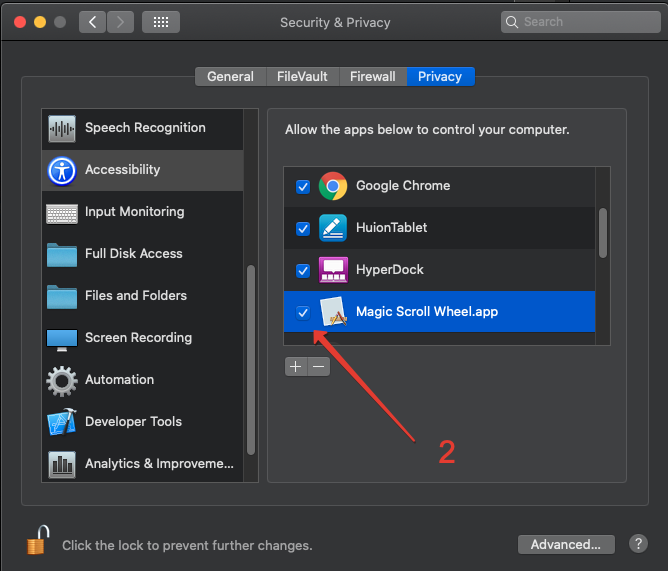 Security & Privacy
Search
General
FileVault
Firewall
Privacy
Speech Recognition
Accessibility
Input Monitoring
Full Disk Access
Files and Folders
Screen Recording
Automation
Developer Tools
Analytics & Improveme...
Allow the apps below to control your computer.
Google Chrome
HuionTablet
HyperDock
Magic Scroll Wheel.app
+ −
2
Click the lock to prevent further changes.
Advanced...
?